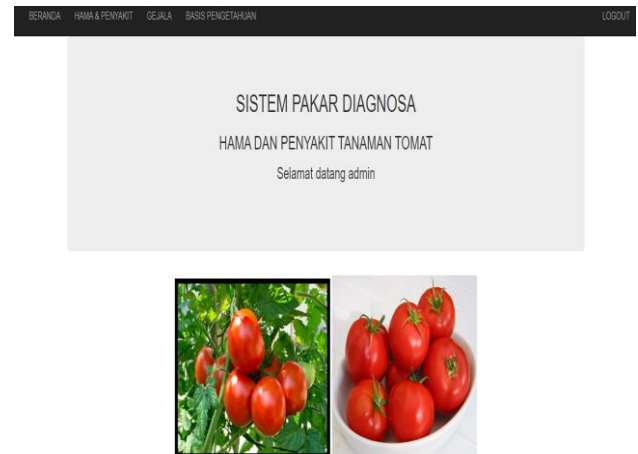 BERANDA HAMA & PENYAKIT GEJALA BASIS PENGETAHUAN LOGOUT
SISTEM PAKAR DIAGNOSA
HAMA DAN PENYAKIT TANAMAN TOMAT
Selamat datang admin